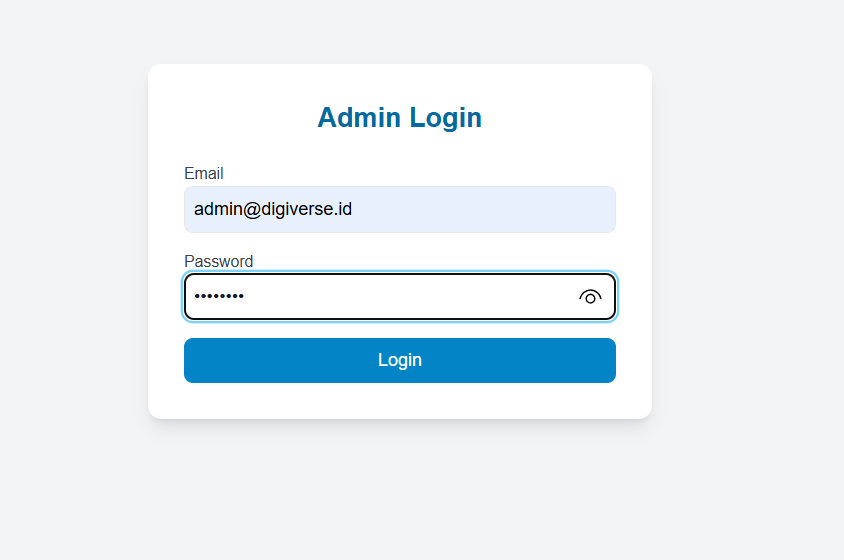 Admin Login
Email
admin@digiverse.id
Password
••••••••
Login